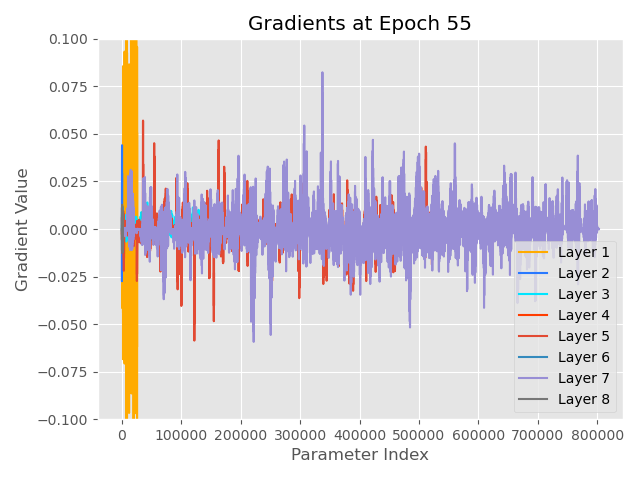 Gradients at Epoch 55
Gradient Value
0.100
0.075
0.050
0.025
0.000
−0.025
−0.050
−0.075
−0.100
Layer 1
Layer 2
Layer 3
Layer 4
Layer 5
Layer 6
Layer 7
Layer 8
0 100000 200000 300000 400000 500000 600000 700000 800000
Parameter Index